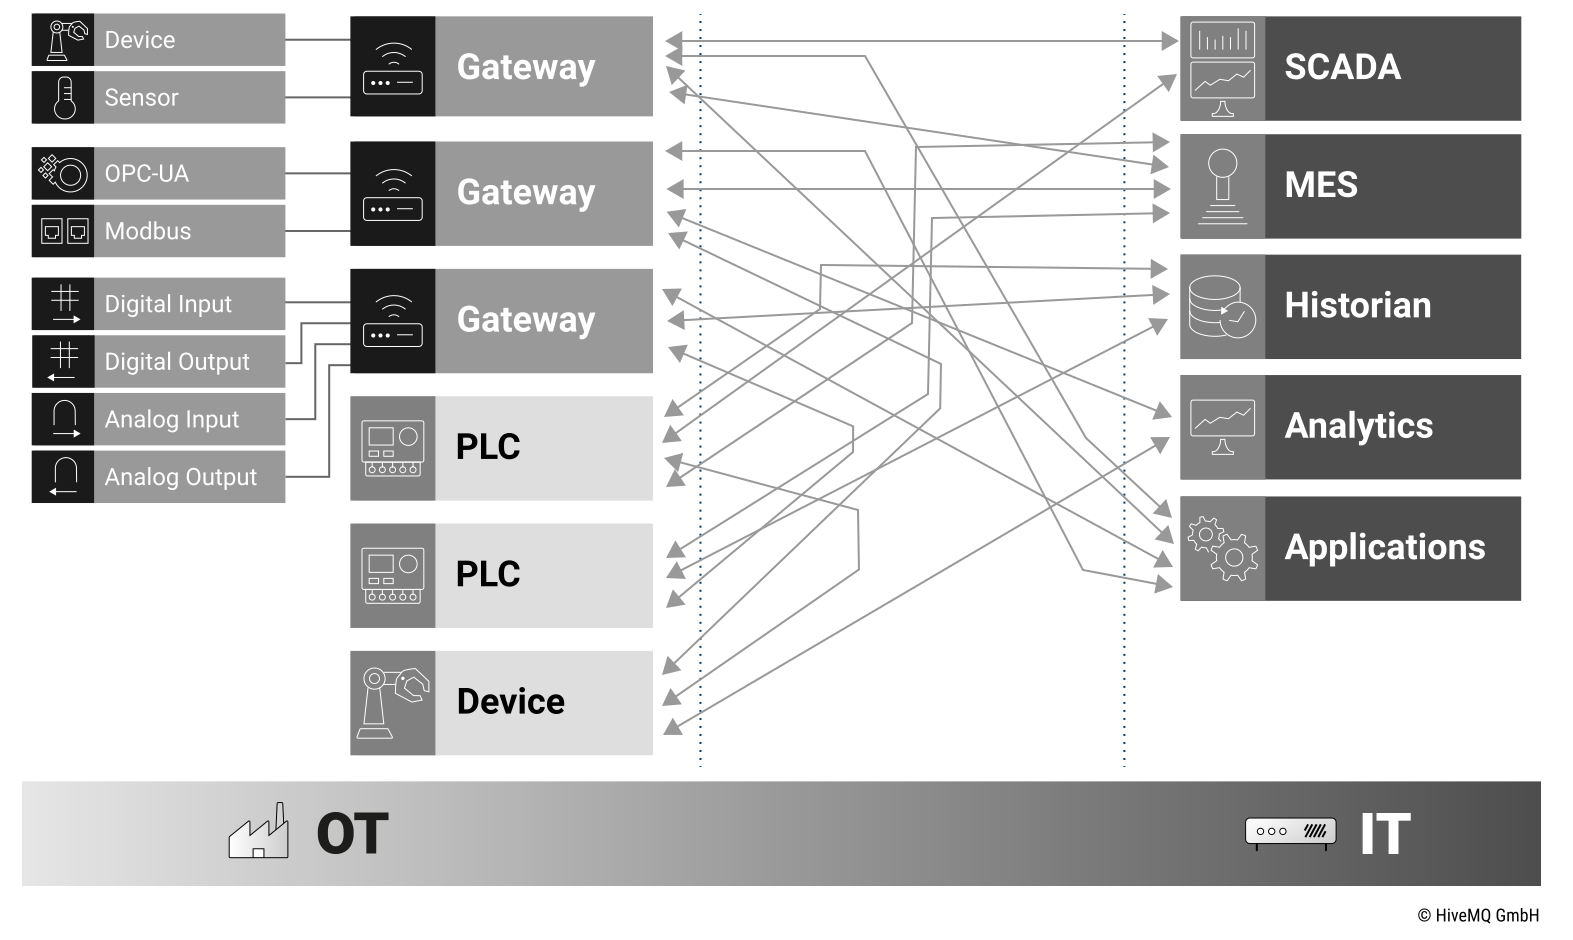 Device
Sensor
OPC-UA
Modbus
Digital Input
Digital Output
Analog Input
Analog Output
Gateway
Gateway
Gateway
PLC
PLC
Device
SCADA
MES
Historian
Analytics
Applications
OT
IT
© HiveMQ GmbH